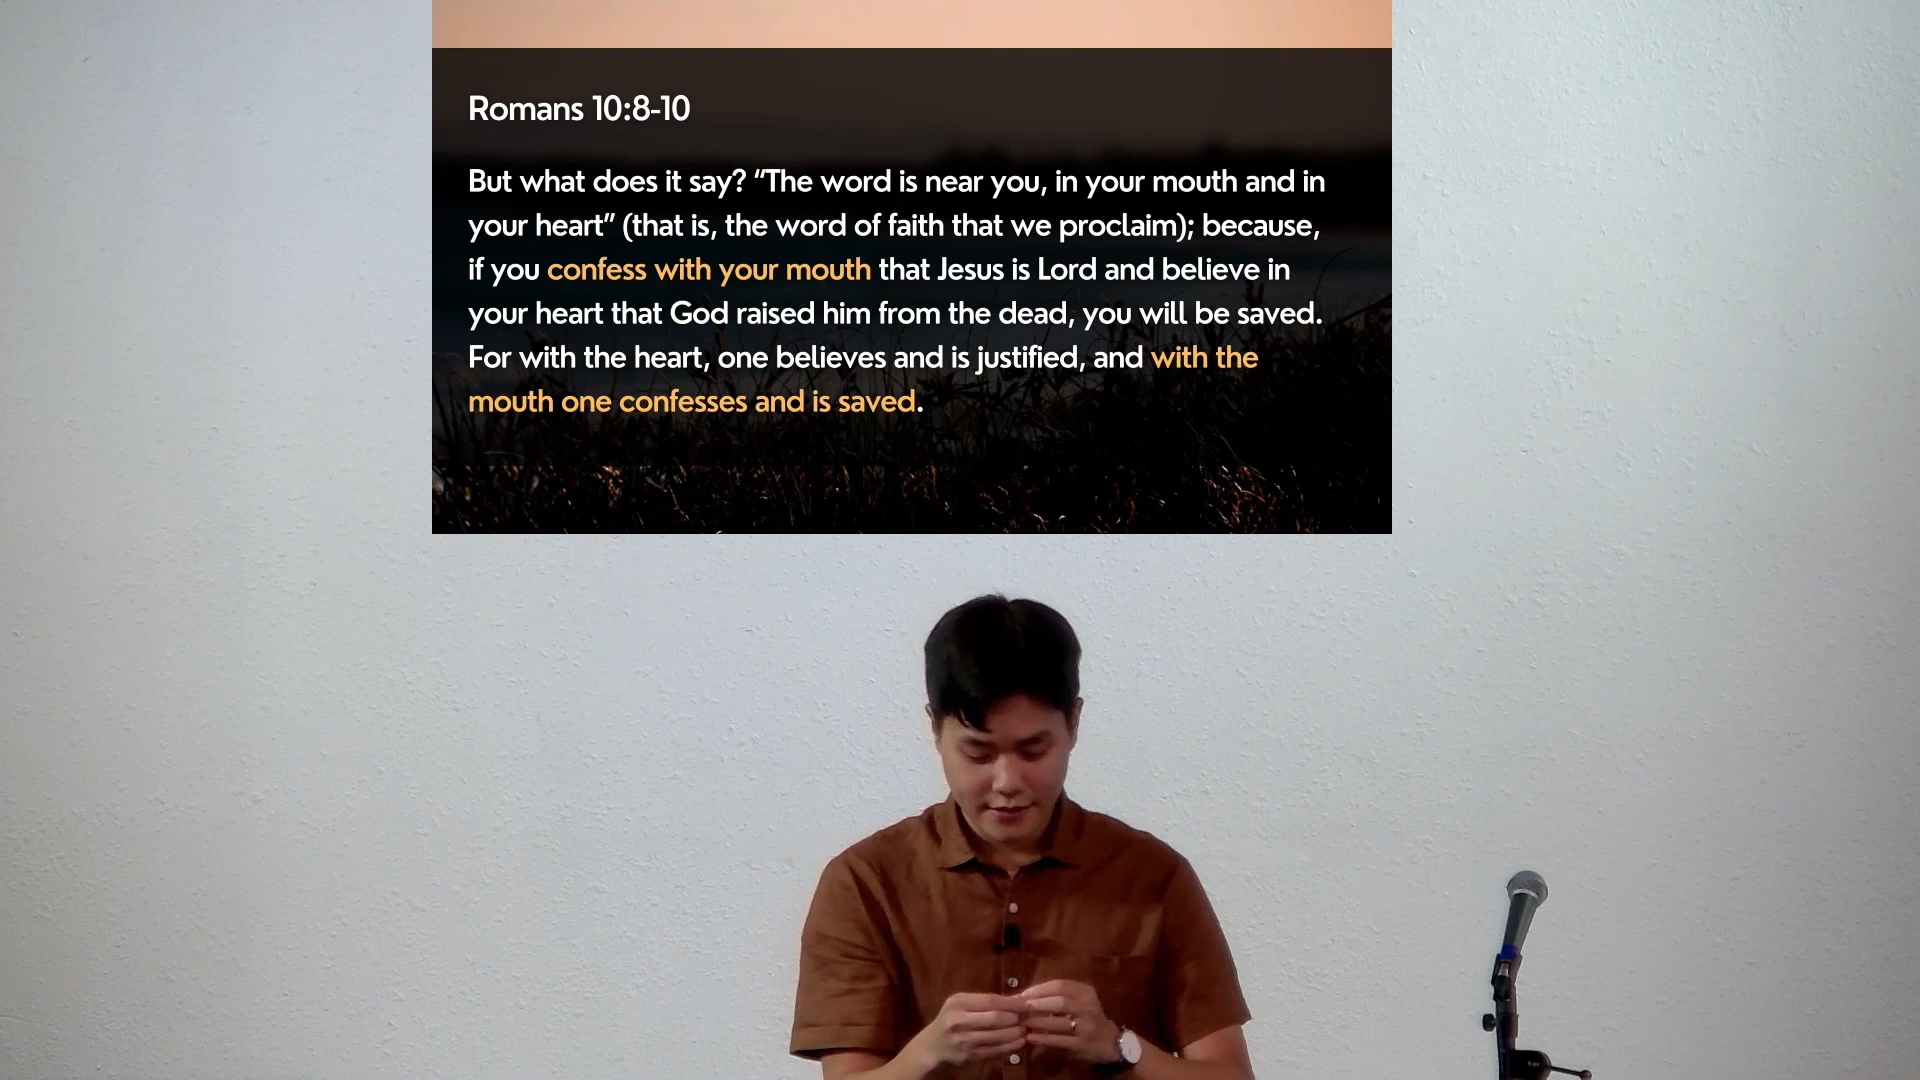 Romans 10:8-10
But what does it say? “The word is near you, in your mouth and in
your heart” (that is, the word of faith that we proclaim); because,
if you confess with your mouth that Jesus is Lord and believe in
your heart that God raised him from the dead, you will be saved.
For with the heart, one believes and is justified, and with the
mouth one confesses and is saved.